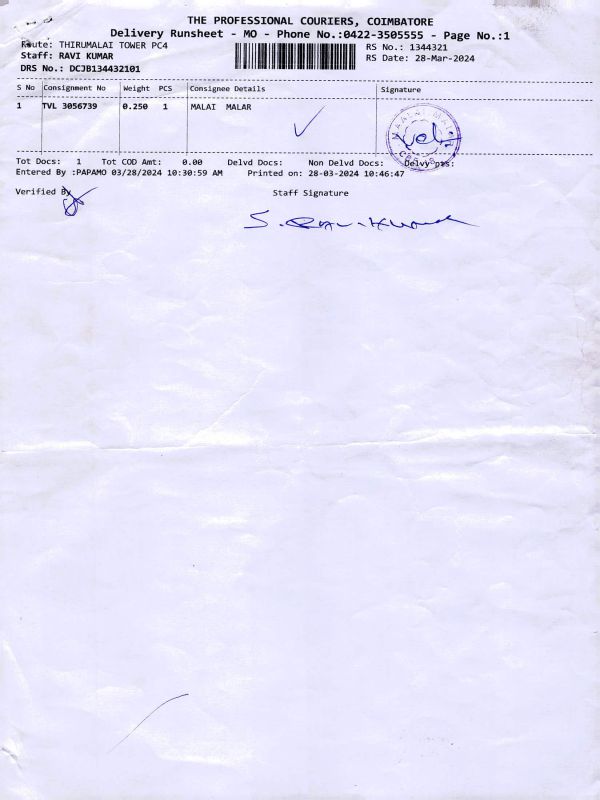 THE PROFESSIONAL COURIERS, COIMBATORE
Delivery Runsheet - MO - Phone No.:0422-3505555 - Page No.:1
Route: THIRUMALAI TOWER PC4
RS No.: 1344321
Staff: RAVI KUMAR
RS Date: 28-Mar-2024
DRS No.: DCJB134432101
S No Consignment No Weight PCS Consignee Details Signature
1 TVL 3056739 0.250 1 MALAI MALAR
Tot Docs: 1 Tot COD Amt: 0.00 Delvd Docs: Non Delvd Docs: Delvy pts:
Entered By :PAPAMO 03/28/2024 10:30:59 AM Printed on: 28-03-2024 10:46:47
Verified By Staff Signature
S. Ravi Kumar